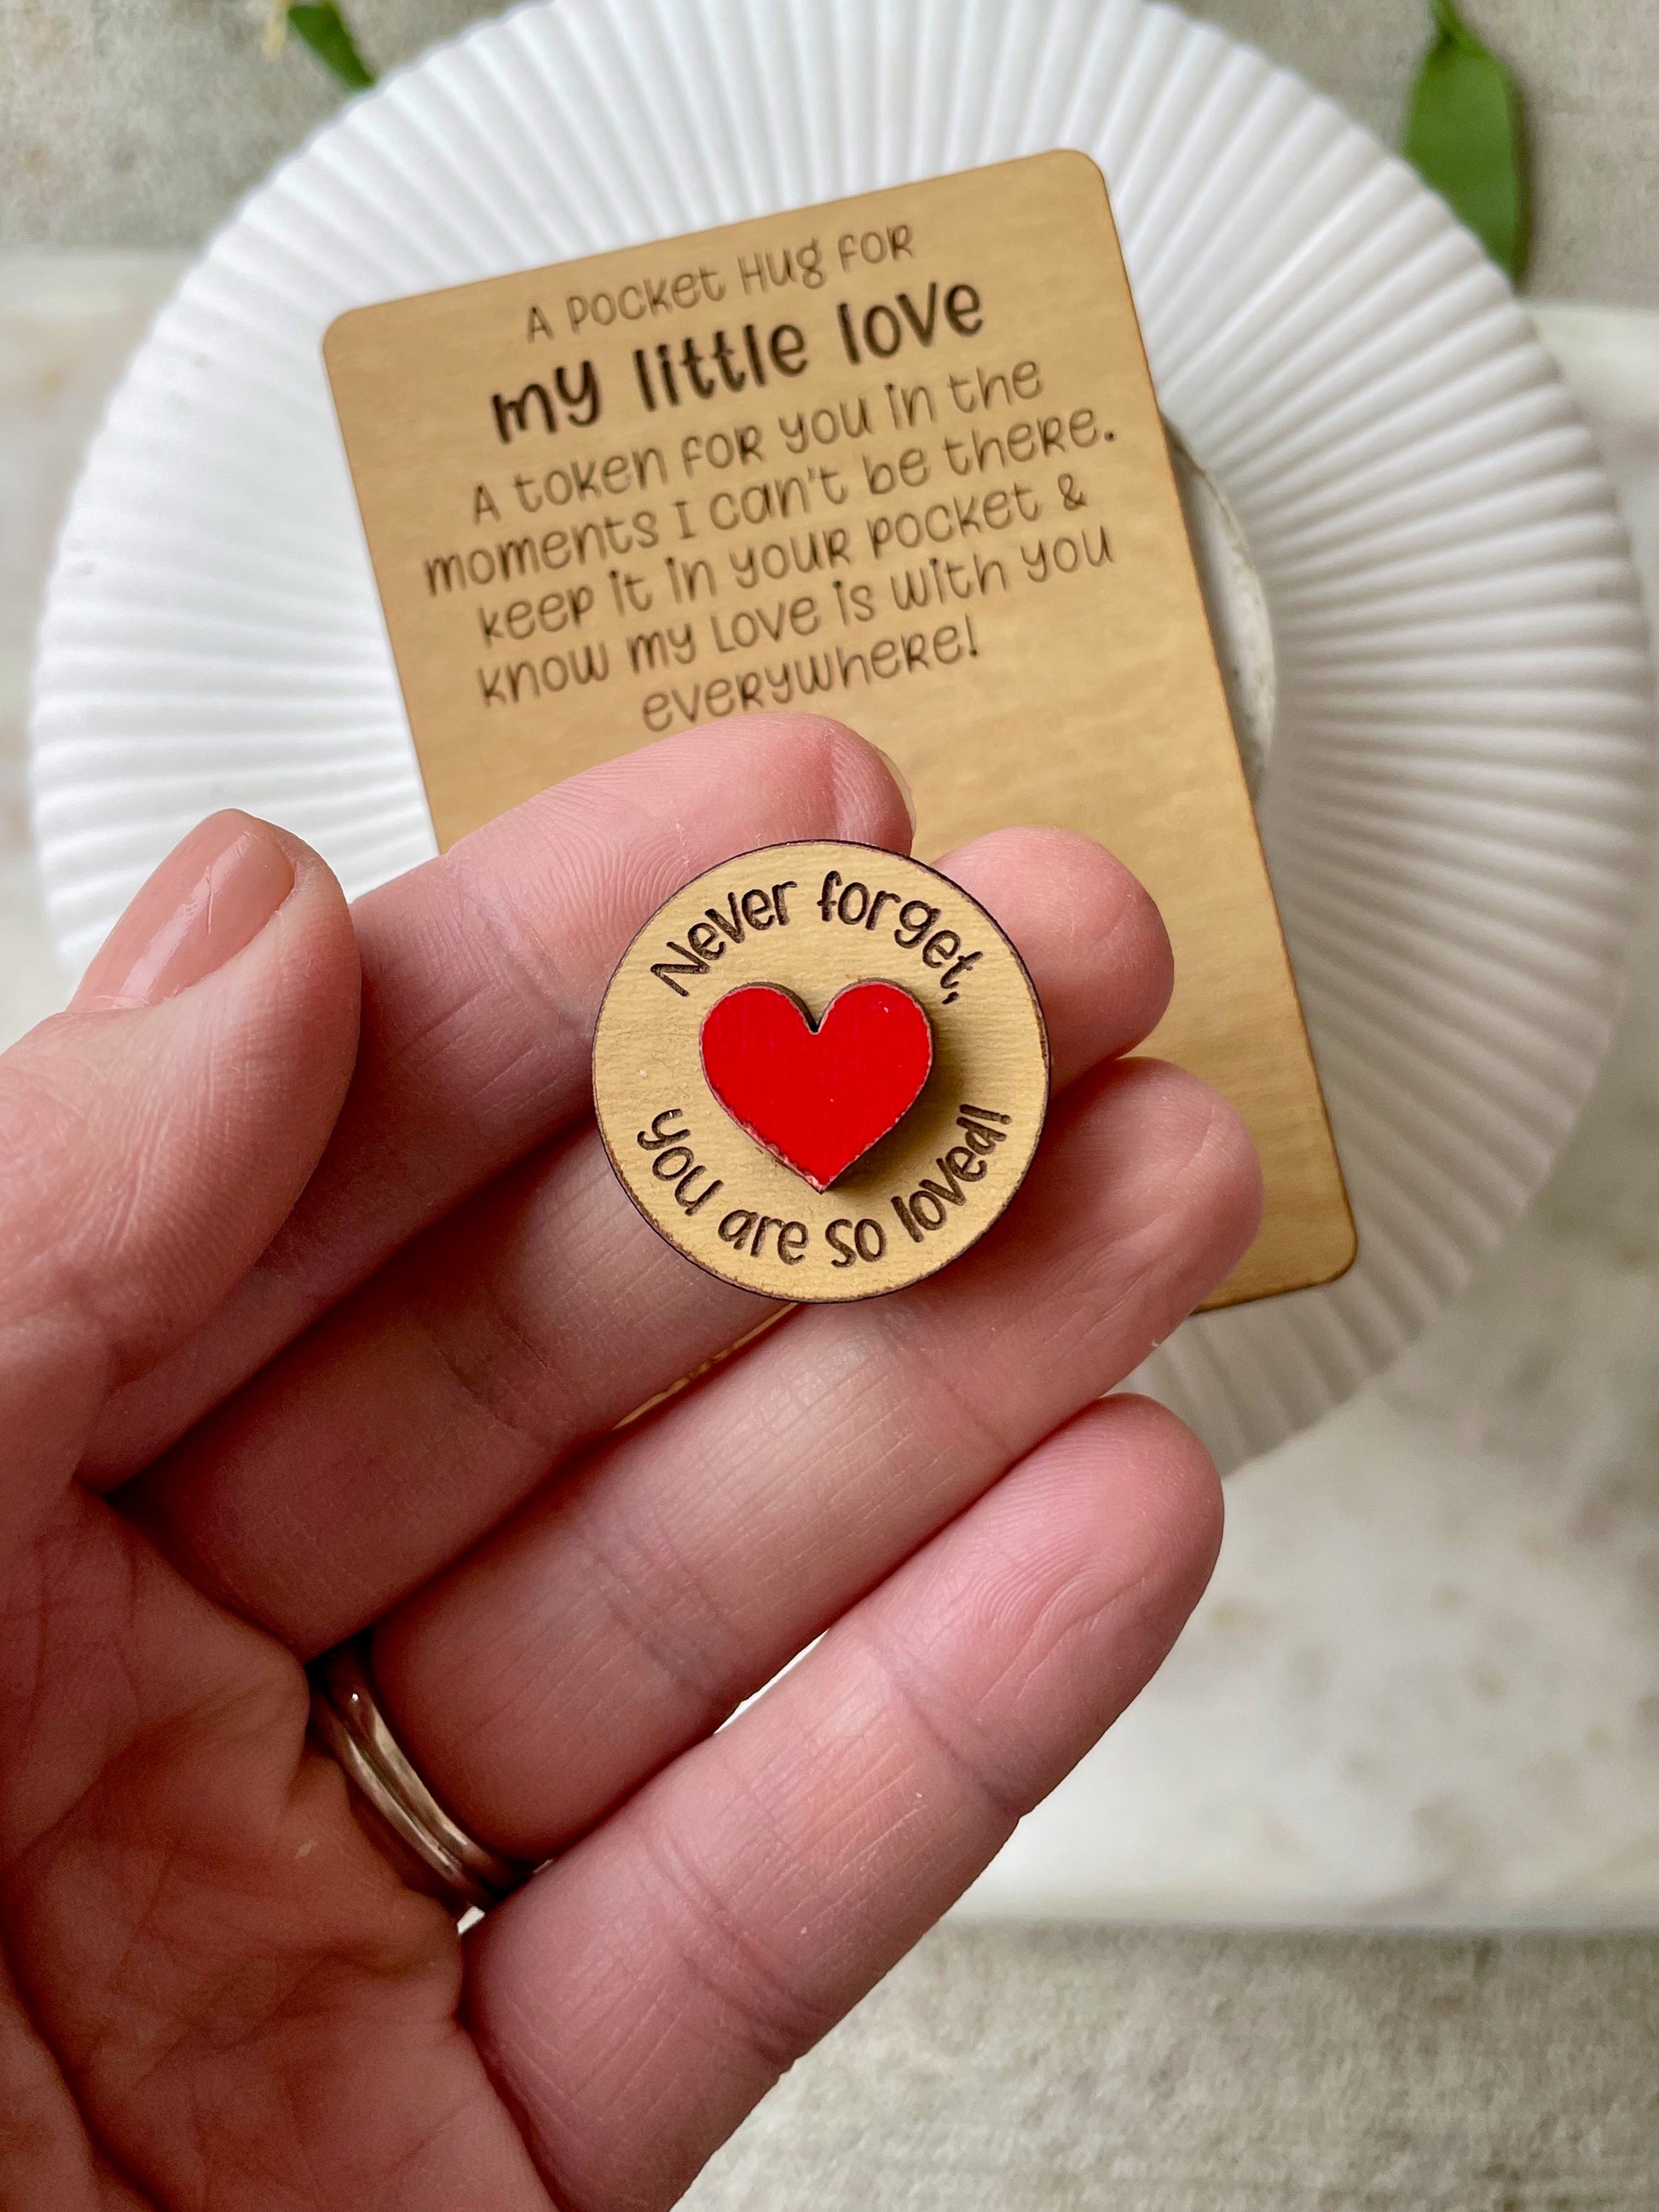 A Pocket Hug for
my little love
A token for you in the
moments I can't be there.
keep it in your pocket &
know my Love is with you
everywhere!
Never forget,
you are so loved!